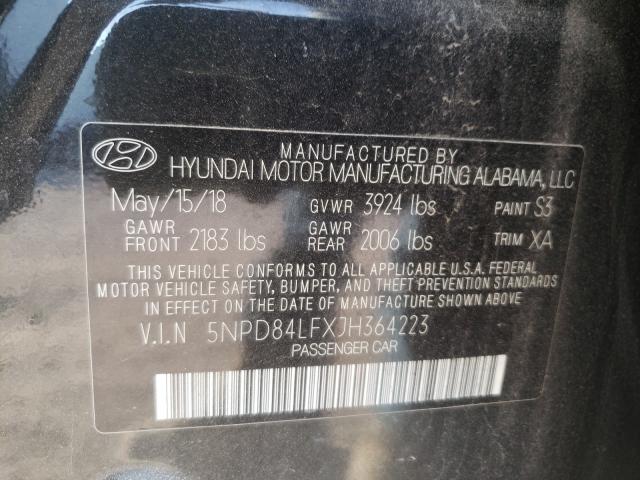 MANUFACTURED BY
HYUNDAI MOTOR MANUFACTURING ALABAMA, LLC
May/15/18 GVWR 3924 lbs PAINT S3
GAWR FRONT 2183 lbs GAWR REAR 2006 lbs TRIM XA
THIS VEHICLE CONFORMS TO ALL APPLICABLE U.S.A. FEDERAL
MOTOR VEHICLE SAFETY, BUMPER, AND THEFT PREVENTION STANDARDS
IN EFFECT ON THE DATE OF MANUFACTURE SHOWN ABOVE.
V.I.N 5NPD84LFXJH364223
PASSENGER CAR